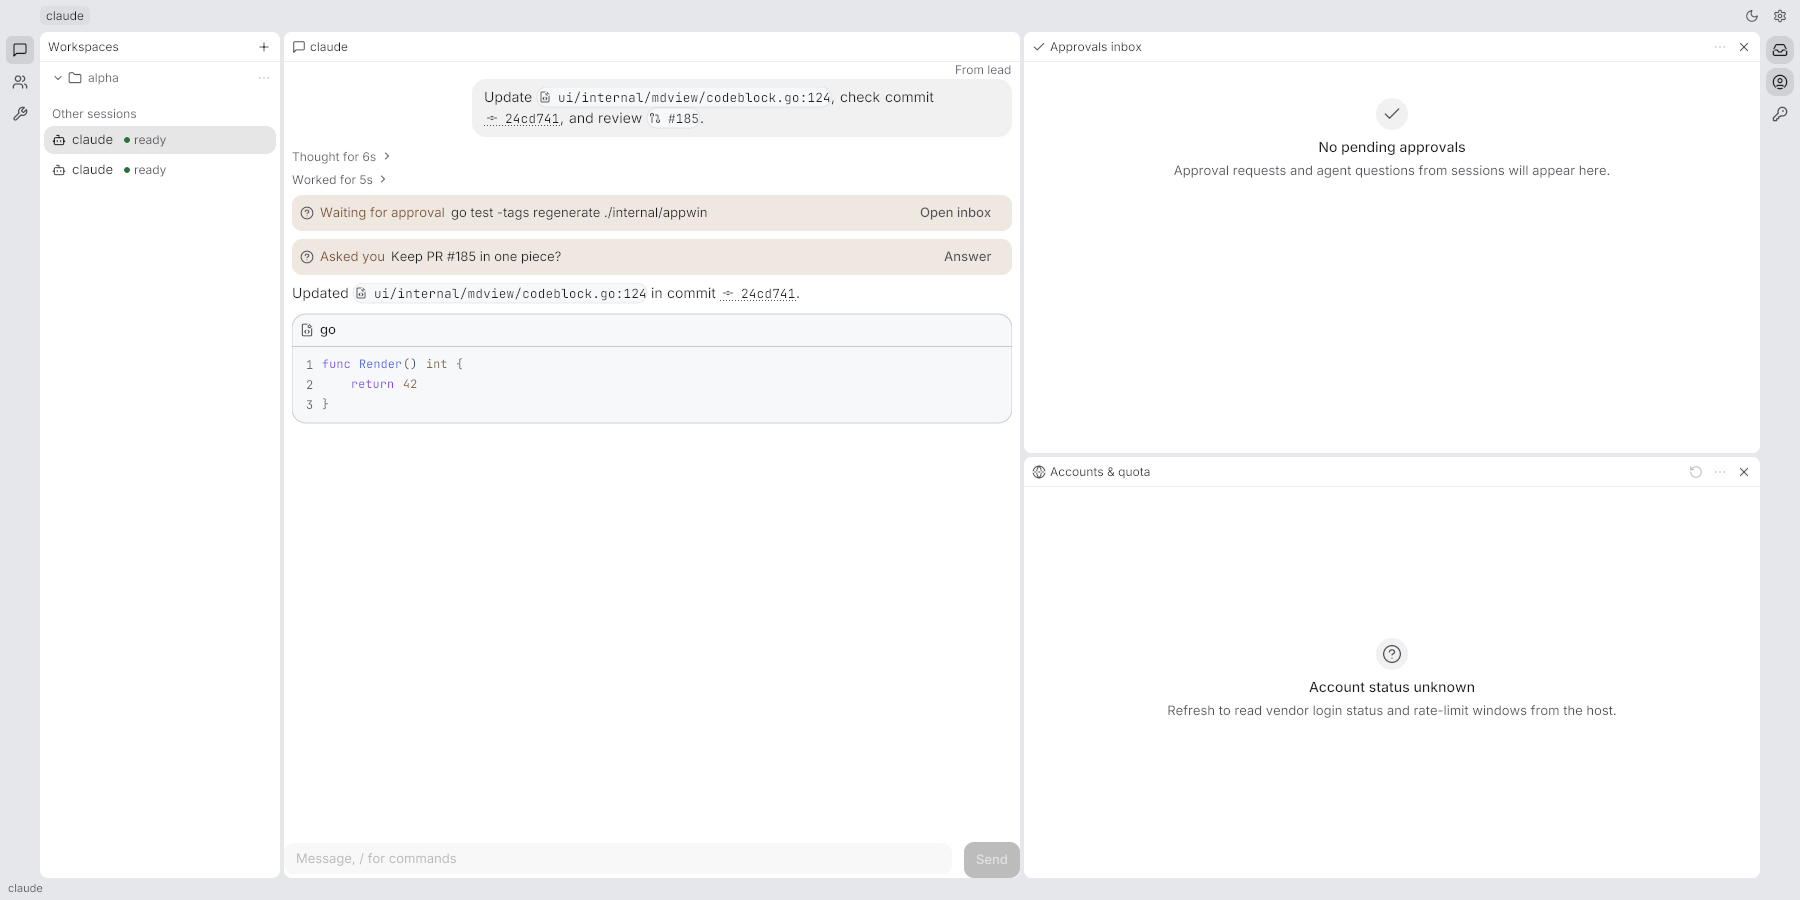 claude
Workspaces
alpha
Other sessions
claude ready
claude ready
claude
From lead
Update ui/internal/mdview/codeblock.go:124, check commit
24cd741, and review #185.
Thought for 6s
Worked for 5s
Waiting for approval go test -tags regenerate ./internal/appwin Open inbox
Asked you Keep PR #185 in one piece? Answer
Updated ui/internal/mdview/codeblock.go:124 in commit 24cd741.
go
1 func Render() int {
2     return 42
3 }
Message, / for commands
Send
Approvals inbox
No pending approvals
Approval requests and agent questions from sessions will appear here.
Accounts & quota
Account status unknown
Refresh to read vendor login status and rate-limit windows from the host.
claude